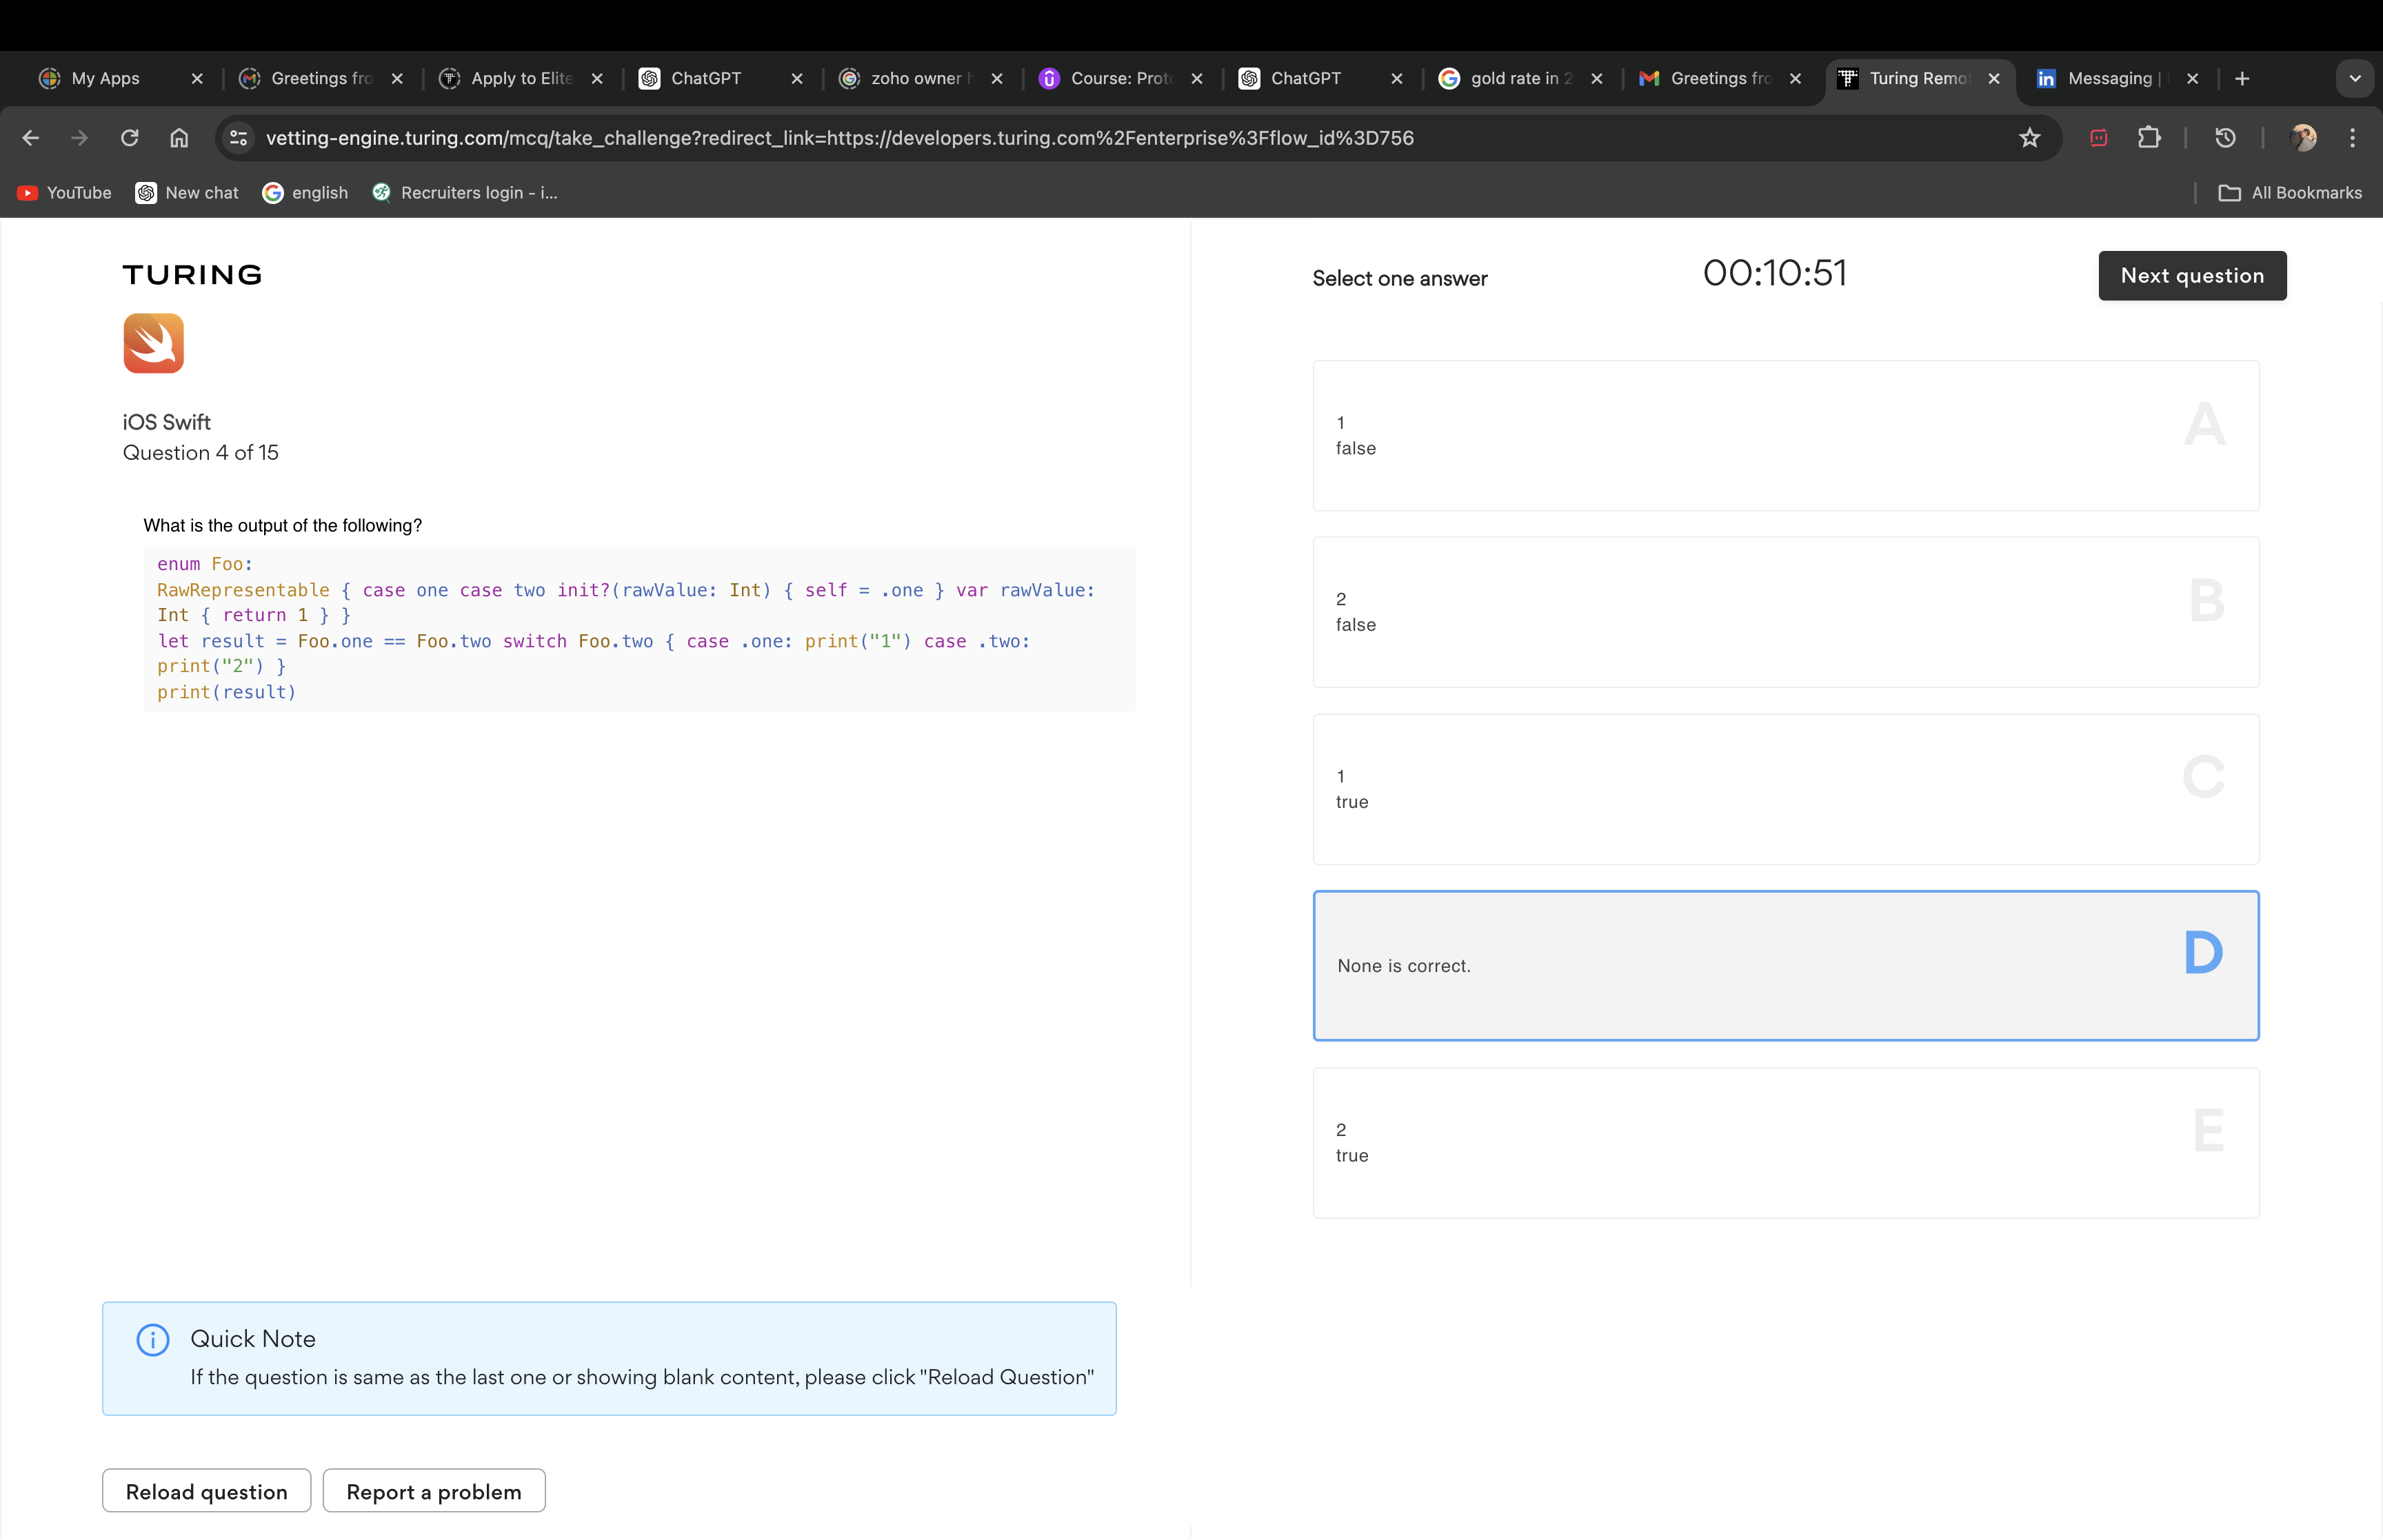 My Apps
Greetings fro
Apply to Elite
ChatGPT
zoho owner h
Course: Proto
ChatGPT
gold rate in 2
Greetings fro
Turing Remo
Messaging |
vetting-engine.turing.com/mcq/take_challenge?redirect_link=https://developers.turing.com%2Fenterprise%3Fflow_id%3D756
YouTube
New chat
english
Recruiters login - i...
All Bookmarks
TURING
iOS Swift
Question 4 of 15
What is the output of the following?
enum Foo:
RawRepresentable { case one case two init?(rawValue: Int) { self = .one } var rawValue:
Int { return 1 } }
let result = Foo.one == Foo.two switch Foo.two { case .one: print("1") case .two:
print("2") }
print(result)
Quick Note
If the question is same as the last one or showing blank content, please click "Reload Question"
Reload question
Report a problem
Select one answer
00:10:51
Next question
1
false
A
2
false
B
1
true
C
None is correct.
D
2
true
E